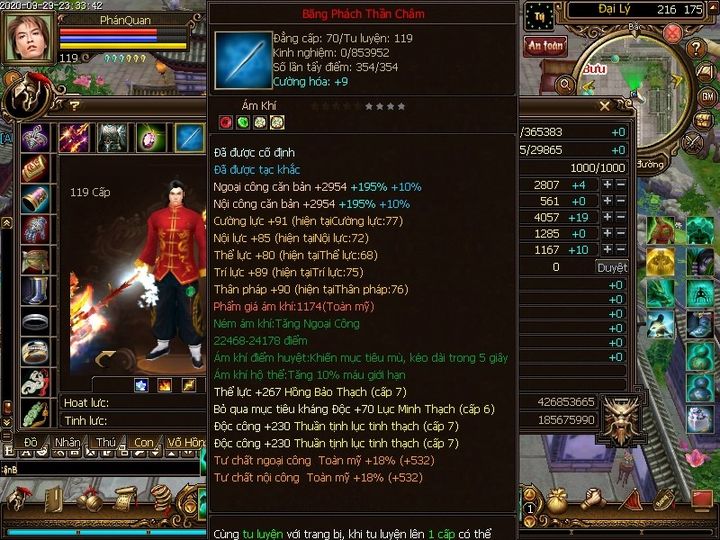 2020-09-29-23:33:42
PhánQuan
119
Băng Phách Thần Châm
Đẳng cấp: 70/Tu luyện: 119
Kinh nghiệm: 0/853952
Số lần tẩy điểm: 354/354
Cường hóa: +9
Ám Khí
Đã được cố định
Đã được tạc khắc
Ngoại công căn bản +2954 +195% +10%
Nội công căn bản +2954 +195% +10%
Cường lực +91 (hiện tạiCường lực:77)
Nội lực +85 (hiện tạiNội lực:72)
Thể lực +80 (hiện tạiThể lực:68)
Trí lực +89 (hiện tạiTrí lực:75)
Thân pháp +90 (hiện tạiThân pháp:76)
Phẩm giá ám khí:1174(Toàn mỹ)
Ném ám khí:Tăng Ngoại Công
22468-24178 điểm
Ám khí điểm huyệt:Khiến mục tiêu mù, kéo dài trong 5 giây
Ám khí hộ thể:Tăng 10% máu giới hạn
Thể lực +267 Hồng Bảo Thạch (cấp 7)
Bỏ qua mục tiêu kháng Độc +70 Lục Minh Thạch (cấp 6)
Độc công +230 Thuần tịnh lục tinh thạch (cấp 7)
Độc công +230 Thuần tịnh lục tinh thạch (cấp 7)
Tư chất ngoại công Toàn mỹ +18% (+532)
Tư chất nội công Toàn mỹ +18% (+532)
Cùng tu luyện với trang bị, khi tu luyện lên 1 cấp có thể
119 Cấp
Hoat lức:
Tinh lức:
Đồ
Nhân
Thú
Con
Võ Hồn
Đại Lý
216 175
An toàn
Bưu
đường
BM
/365383 +0
5/29865 +0
1000/1000
2807 +4
561 +0
4057 +19
1285 +0
1167 +10
0 Duyệt
+0
+0
+0
+0
+0
+0
426853665
185675990